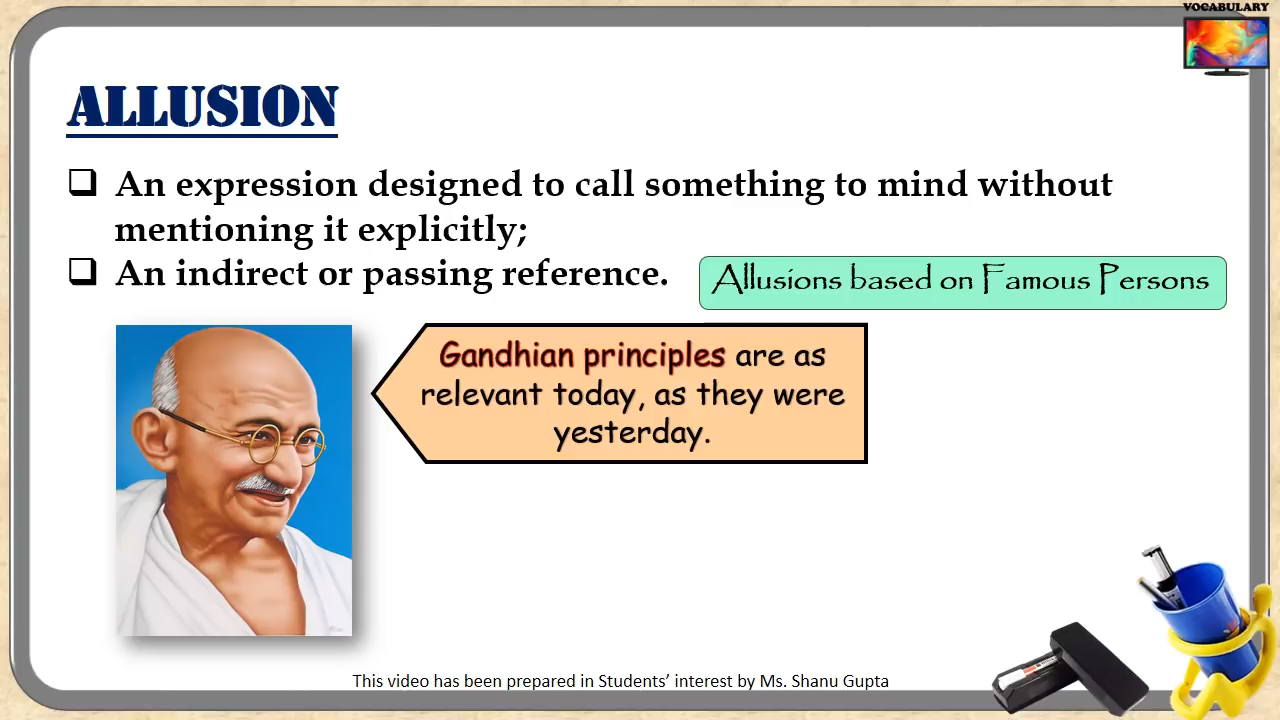 VOCABULARY
ALLUSION
❑ An expression designed to call something to mind without
mentioning it explicitly;
❑ An indirect or passing reference.
Allusions based on Famous Persons
Gandhian principles are as
relevant today, as they were
yesterday.
This video has been prepared in Students’ interest by Ms. Shanu Gupta